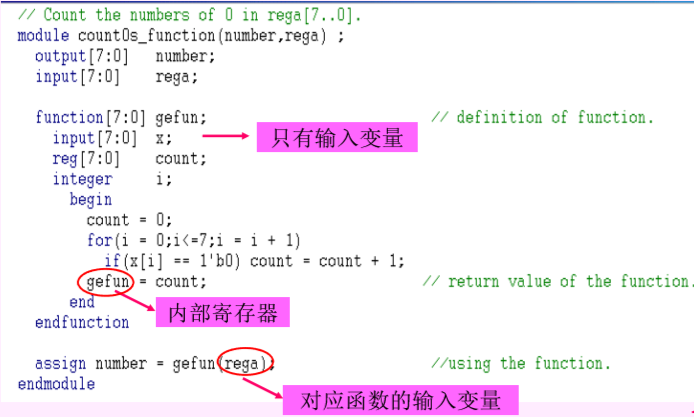 // Count the numbers of 0 in rega[7..0].
module count0s_function(number,rega) ;
output[7:0] number;
input[7:0] rega;
function[7:0] gefun; // definition of function.
input[7:0] x; 只有输入变量
reg[7:0] count;
integer i;
begin
count = 0;
for(i = 0;i<=7;i = i + 1)
if(x[i] == 1'b0) count = count + 1;
gefun = count; // return value of the function.
end
内部寄存器
endfunction
assign number = gefun(rega); //using the function.
endmodule
对应函数的输入变量